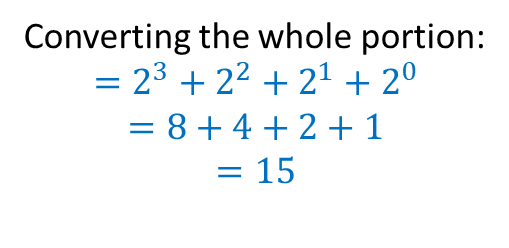 Converting the whole portion:
= 2³ + 2² + 2¹ + 2⁰
= 8 + 4 + 2 + 1
= 15